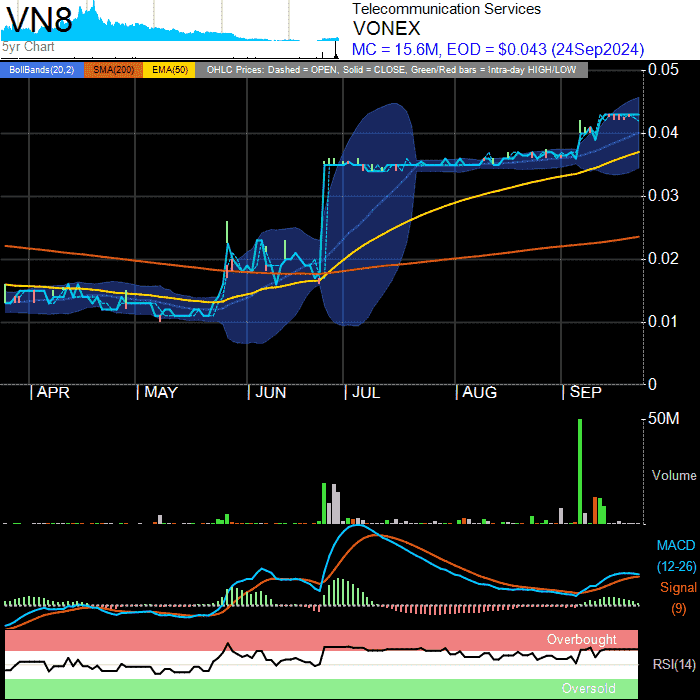 VN8
5yr Chart
Telecommunication Services
VONEX
MC = 15.6M, EOD = $0.043 (24Sep2024)
BollBands(20,2) SMA(200) EMA(50) OHLC Prices: Dashed = OPEN, Solid = CLOSE, Green/Red bars = Intra-day HIGH/LOW
0.05
0.04
0.03
0.02
0.01
0
APR MAY JUN JUL AUG SEP
50M
Volume
MACD
(12-26)
Signal
(9)
Overbought
RSI(14)
Oversold